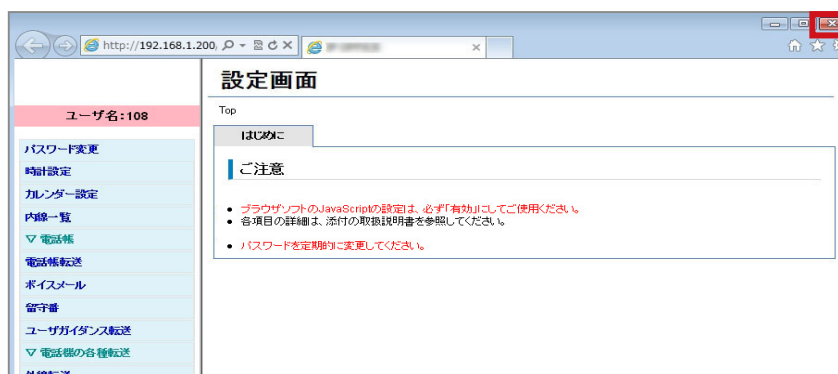 http://192.168.1.200,
設定画面
ユーザ名:108
Top
はじめに
パスワード変更
ご注意
時計設定
カレンダー設定
ブラウザソフトのJavaScriptの設定は、必ず「有効」にしてご使用ください。
内線一覧
各項目の詳細は、添付の取扱説明書を参照してください。
▽ 電話帳
パスワードを定期的に変更してください。
電話帳転送
ボイスメール
留守番
ユーザガイダンス転送
▽ 電話機の各種転送